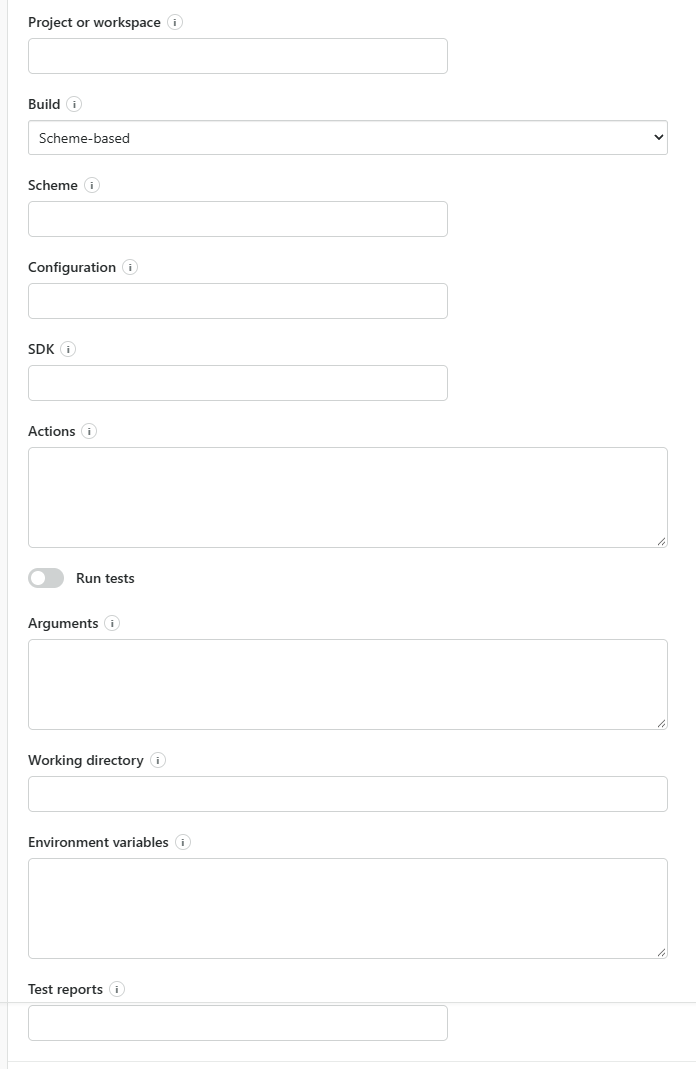 Project or workspace
Build
Scheme-based
Scheme
Configuration
SDK
Actions
Run tests
Arguments
Working directory
Environment variables
Test reports